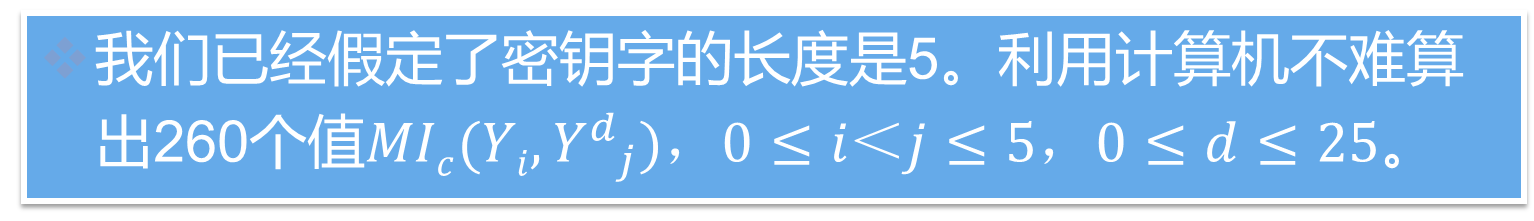 我们已经假定了密钥字的长度是5。利用计算机不难算
出260个值MI_c(Y_i, Y^d_j)，0 ≤ i＜j ≤ 5，0 ≤ d ≤ 25。